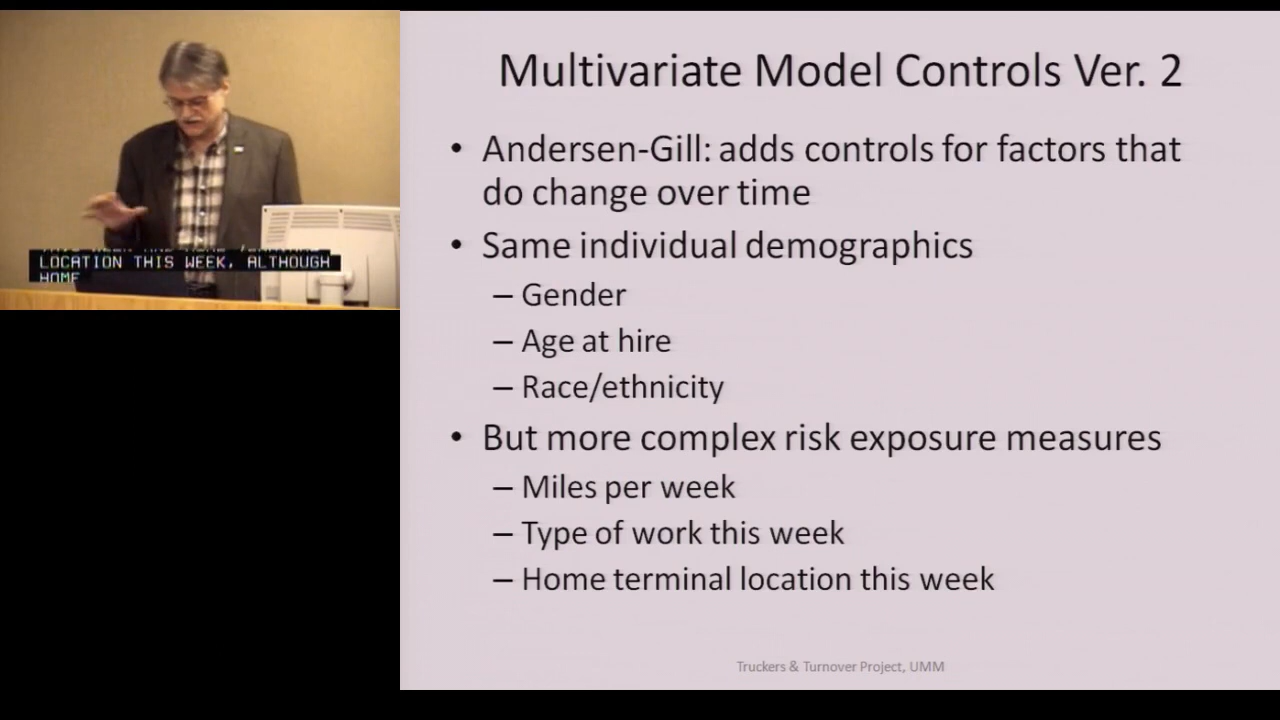 Multivariate Model Controls Ver. 2
• Andersen-Gill: adds controls for factors that
do change over time
• Same individual demographics
– Gender
– Age at hire
– Race/ethnicity
• But more complex risk exposure measures
– Miles per week
– Type of work this week
– Home terminal location this week
Truckers & Turnover Project, UMM
LOCATION THIS WEEK, ALTHOUGH
HOME